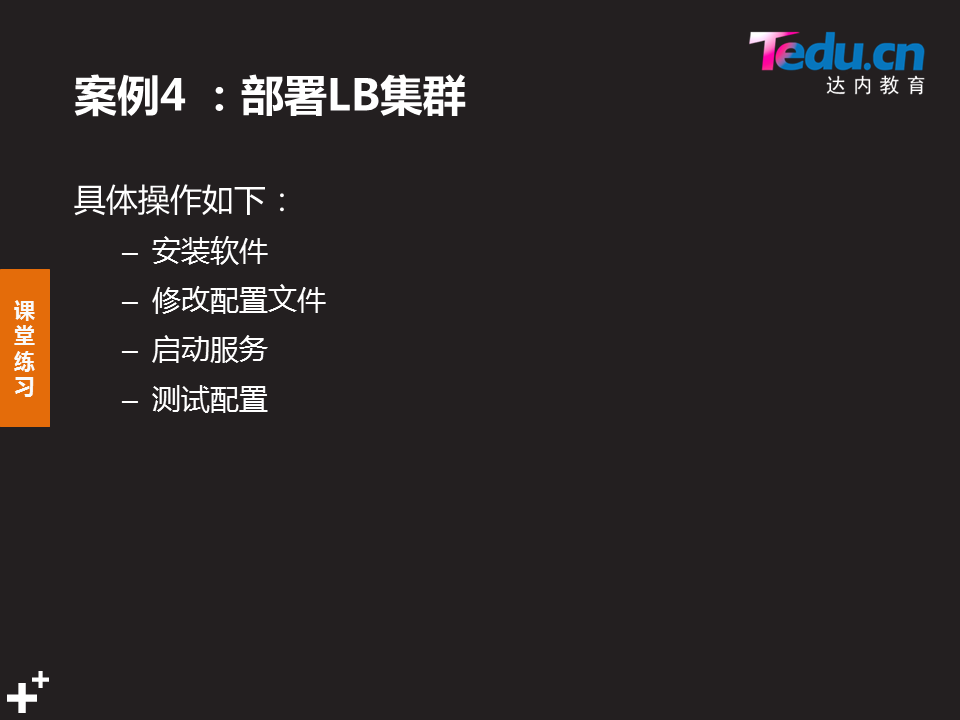 Tedu.cn
达内教育
案例4 ：部署LB集群
具体操作如下：
– 安装软件
– 修改配置文件
– 启动服务
– 测试配置
课
堂
练
习